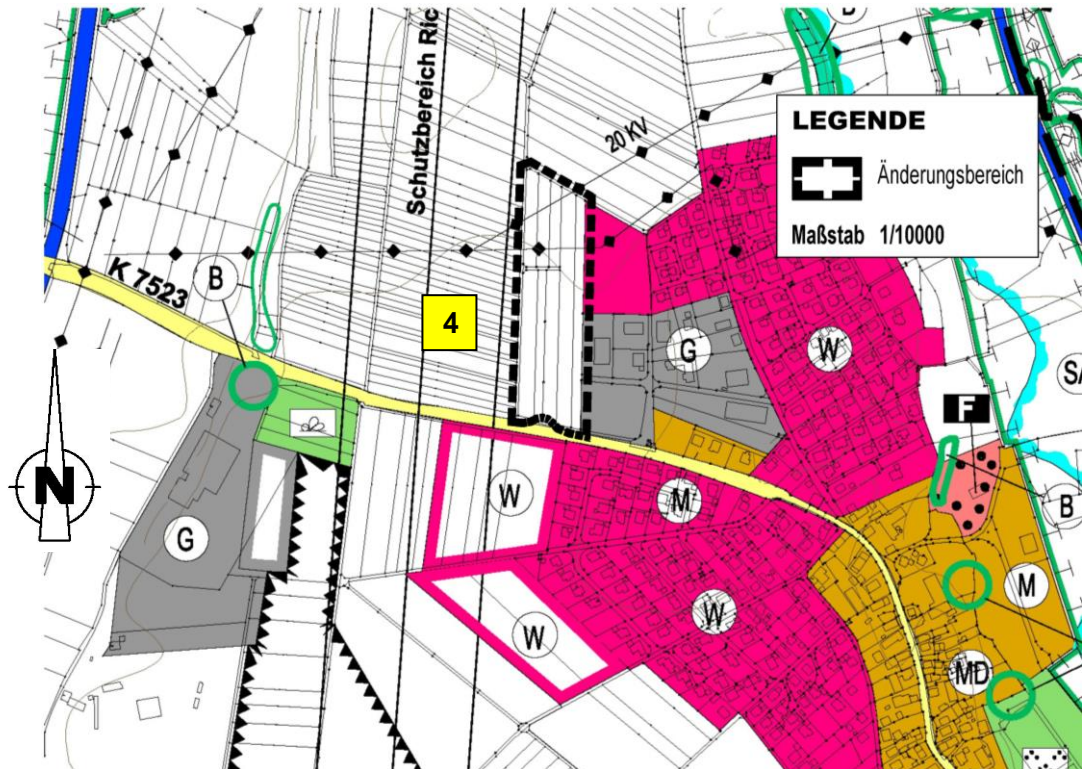 D
LEGENDE
Änderungsbereich
Maßstab 1/10000
Schutzbereich Ric
20 KV
K 7523
B
4
G
W
SA
F
N
W
M
B
G
W
W
M
MD